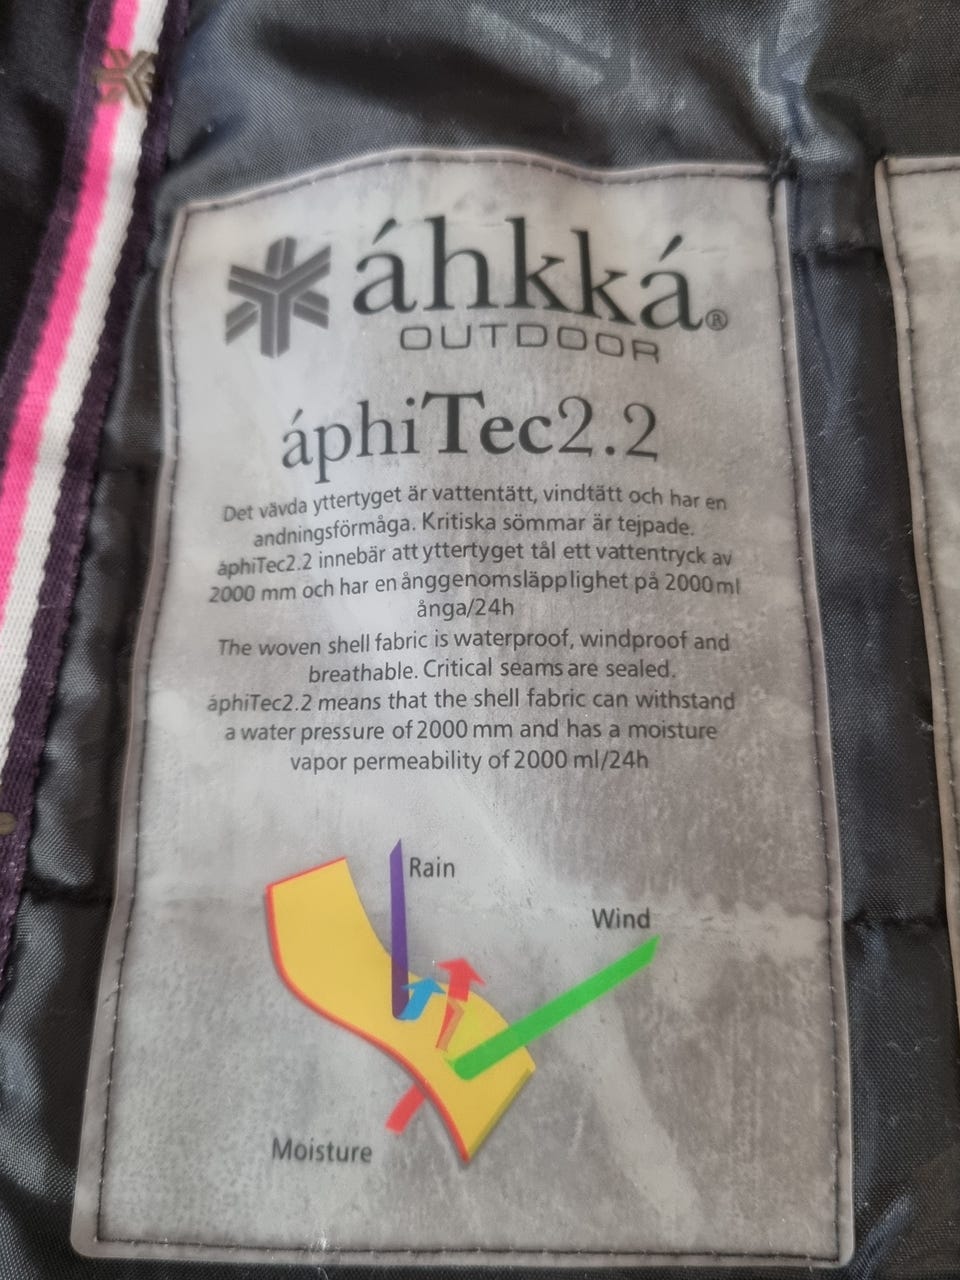 áhkká®
OUTDOOR
áphiTec2.2
Det vävda yttertyget är vattentätt, vindtätt och har en
andningsförmåga. Kritiska sömmar är tejpade.
áphiTec2.2 innebär att yttertyget tål ett vattentryck av
2000 mm och har en ånggenomsläpplighet på 2000 ml
ånga/24h
The woven shell fabric is waterproof, windproof and
breathable. Critical seams are sealed.
áphiTec2.2 means that the shell fabric can withstand
a water pressure of 2000 mm and has a moisture
vapor permeability of 2000 ml/24h
Rain
Wind
Moisture